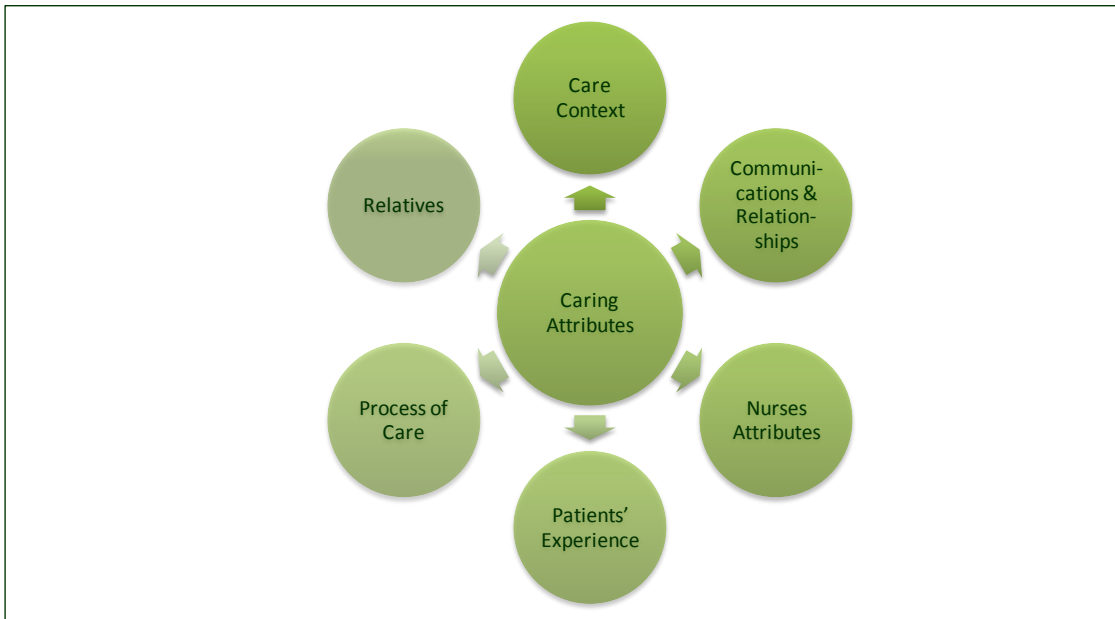 Care
Context
Communi-
cations &
Relation-
ships
Nurses
Attributes
Patients’
Experience
Process of
Care
Relatives
Caring
Attributes